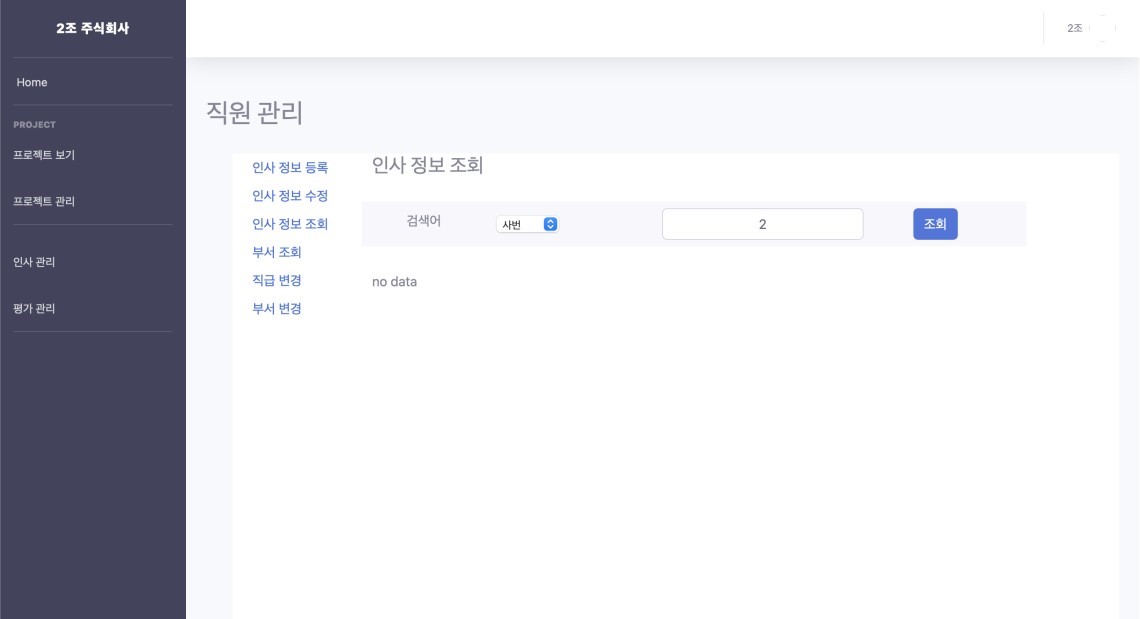 2조 주식회사
2조
Home
PROJECT
프로젝트 보기
프로젝트 관리
인사 관리
평가 관리
직원 관리
인사 정보 등록
인사 정보 수정
인사 정보 조회
부서 조회
직급 변경
부서 변경
인사 정보 조회
검색어 사번 2 조회
no data